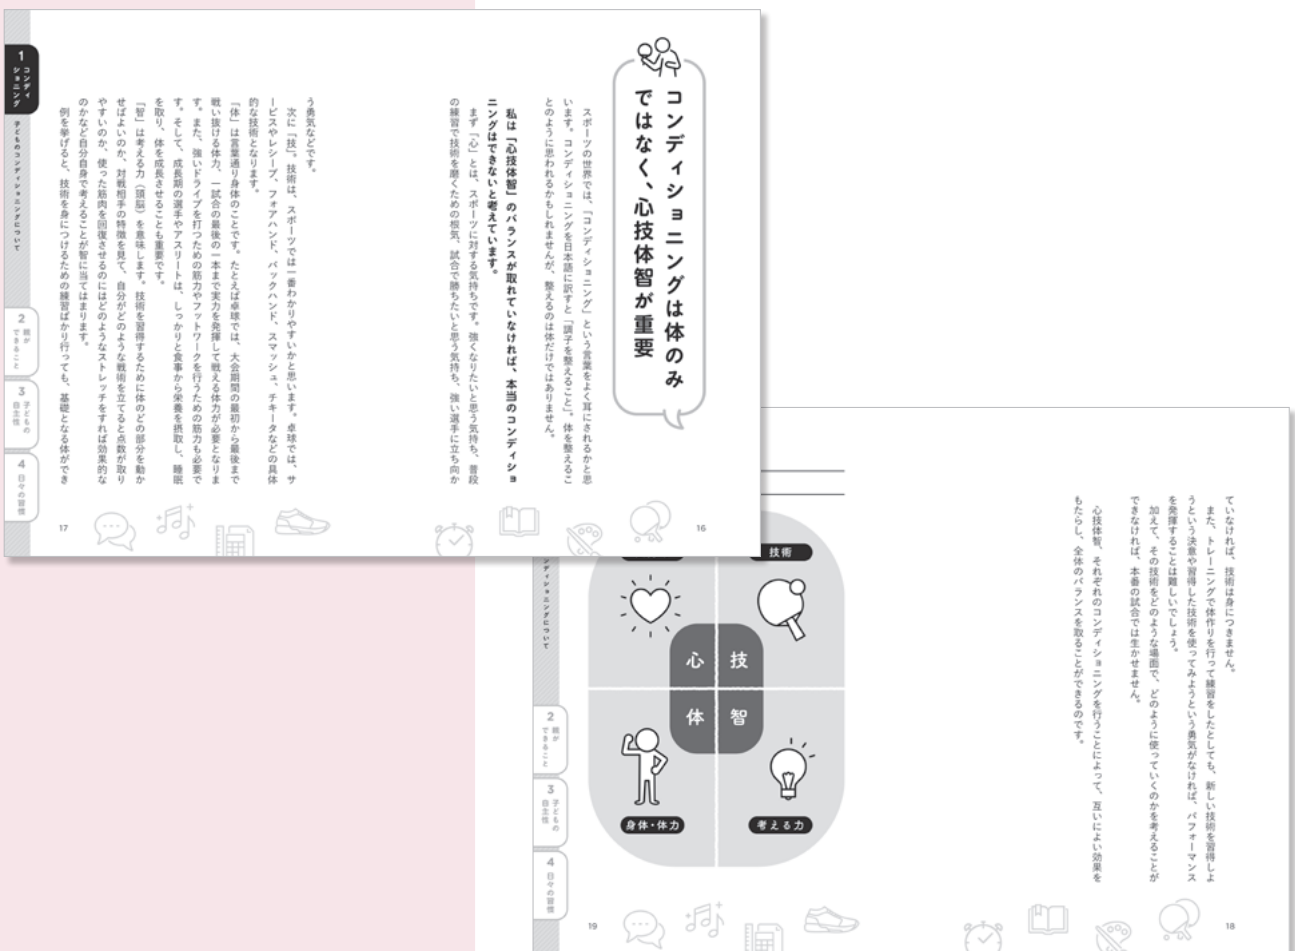 コンディショニングは体のみ
ではなく、心技体智が重要
スポーツの世界では、「コンディショニング」という言葉をよく耳にされるかと思
います。コンディショニングを日本語に訳すと「調子を整えること」。体を整えるこ
とのように思われるかもしれませんが、整えるのは体だけではありません。
私は「心技体智」のバランスが取れていなければ、本当のコンディショ
ニングはできないと考えています。
まず「心」とは、スポーツに対する気持ちです。強くなりたいと思う気持ち、普段
の練習で技術を磨くための根気、試合で勝ちたいと思う気持ち、強い選手に立ち向か
16
う勇気などです。
次に「技」。技術は、スポーツでは一番わかりやすいかと思います。卓球では、サ
ービスやレシーブ、フォアハンド、バックハンド、スマッシュ、チキータなどの具体
的な技術となります。
「体」は言葉通り身体のことです。たとえば卓球では、大会期間の最初から最後まで
戦い抜ける体力、一試合の最後の一本まで実力を発揮して戦える体力が必要となりま
す。また、強いドライブを打つための筋力やフットワークを行うための筋力も必要で
す。そして、成長期の選手やアスリートは、しっかりと食事から栄養を摂取し、睡眠
を取り、体を成長させることも重要です。
「智」は考える力（頭脳）を意味します。技術を習得するために体のどの部分を動か
せばよいのか、対戦相手の特徴を見て、自分がどのような戦術を立てると点数が取り
やすいのか、使った筋肉を回復させるのにはどのようなストレッチをすれば効果的な
のかなど自分自身で考えることが智に当てはまります。
例を挙げると、技術を身につけるための練習ばかり行っても、基礎となる体ができ
17
1
コンディ
ショニング
子どものコンディショニングについて
2
親が
できること
3
子どもの
自主性
4
日々の習慣
ていなければ、技術は身につきません。
また、トレーニングで体作りを行って練習をしたとしても、新しい技術を習得しよ
うという決意や習得した技術を使ってみようという勇気がなければ、パフォーマンス
を発揮することは難しいでしょう。
加えて、その技術をどのような場面で、どのように使っていくのかを考えることが
できなければ、本番の試合では生かせません。
心技体智、それぞれのコンディショニングを行うことによって、互いによい効果を
もたらし、全体のバランスを取ることができるのです。
18
技術
心
技
体
智
身体・体力
考える力
19
ンディショニングについて
2
親が
できること
3
子どもの
自主性
4
日々の習慣